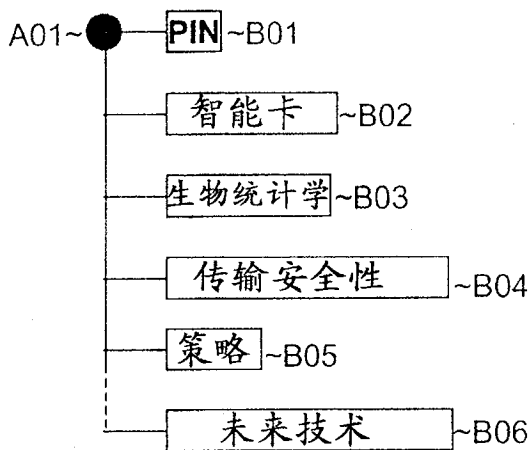 A01~ PIN ~B01
智能卡 ~B02
生物统计学 ~B03
传输安全性 ~B04
策略 ~B05
未来技术 ~B06